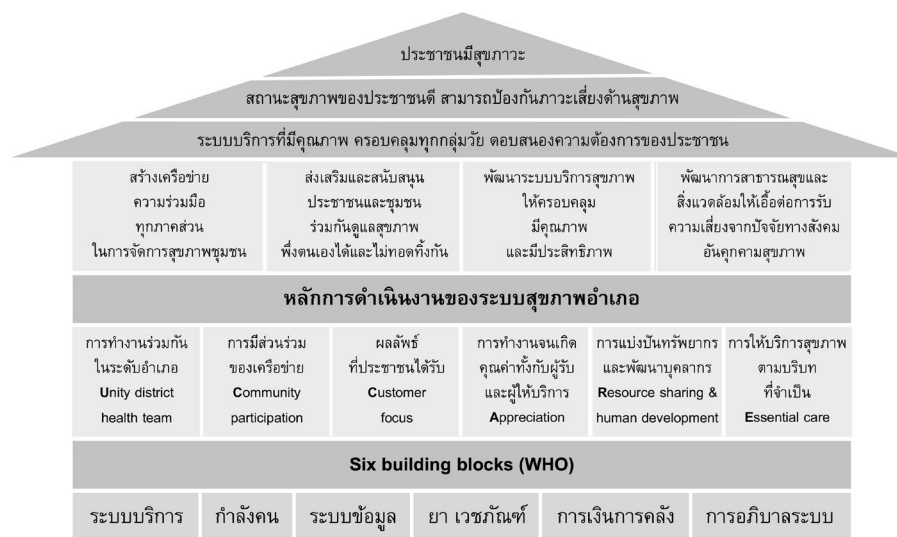 ประชาชนมีสุขภาวะ
สถานะสุขภาพของประชาชนดี สามารถป้องกันภาวะเสี่ยงด้านสุขภาพ
ระบบบริการที่มีคุณภาพ ครอบคลุมทุกกลุ่มวัย ตอบสนองความต้องการของประชาชน
สร้างเครือข่าย
ความร่วมมือ
ทุกภาคส่วน
ในการจัดการสุขภาพชุมชน
ส่งเสริมและสนับสนุน
ประชาชนและชุมชน
ร่วมกันดูแลสุขภาพ
พึ่งตนเองได้และไม่ทอดทิ้งกัน
พัฒนาระบบบริการสุขภาพ
ให้ครอบคลุม
มีคุณภาพ
และมีประสิทธิภาพ
พัฒนาการสาธารณสุขและ
สิ่งแวดล้อมให้เอื้อต่อการรับ
ความเสี่ยงจากปัจจัยทางสังคม
อันคุกคามสุขภาพ
หลักการดำเนินงานของระบบสุขภาพอำเภอ
การทำงานร่วมกัน
ในระดับอำเภอ
Unity district
health team
การมีส่วนร่วม
ของเครือข่าย
Community
participation
ผลลัพธ์
ที่ประชาชนได้รับ
Customer
focus
การทำงานจนเกิด
คุณค่าทั้งกับผู้รับ
และผู้ให้บริการ
Appreciation
การแบ่งปันทรัพยากร
และพัฒนาบุคลากร
Resource sharing &
human development
การให้บริการสุขภาพ
ตามบริบท
ที่จำเป็น
Essential care
Six building blocks (WHO)
ระบบบริการ
กำลังคน
ระบบข้อมูล
ยา เวชภัณฑ์
การเงินการคลัง
การอภิบาลระบบ